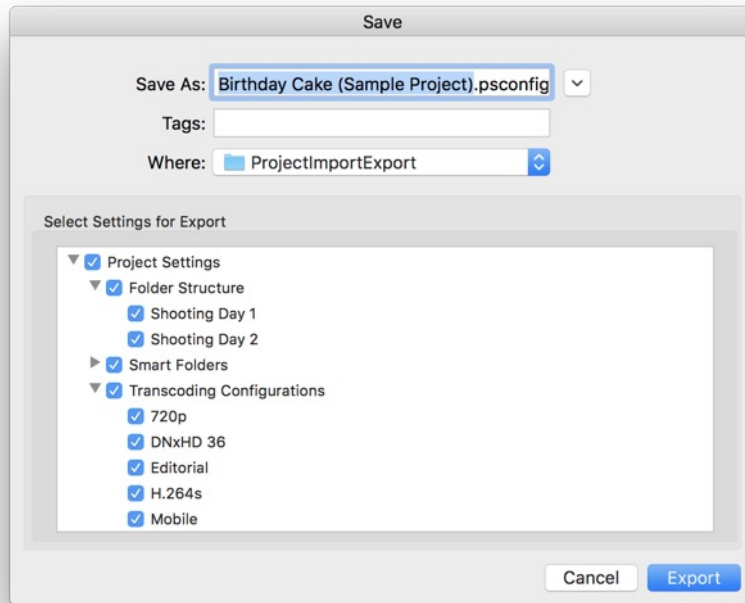 Save
Save As: Birthday Cake (Sample Project).psconfig
Tags:
Where: ProjectImportExport
Select Settings for Export
Project Settings
Folder Structure
Shooting Day 1
Shooting Day 2
Smart Folders
Transcoding Configurations
720p
DNxHD 36
Editorial
H.264s
Mobile
Cancel Export